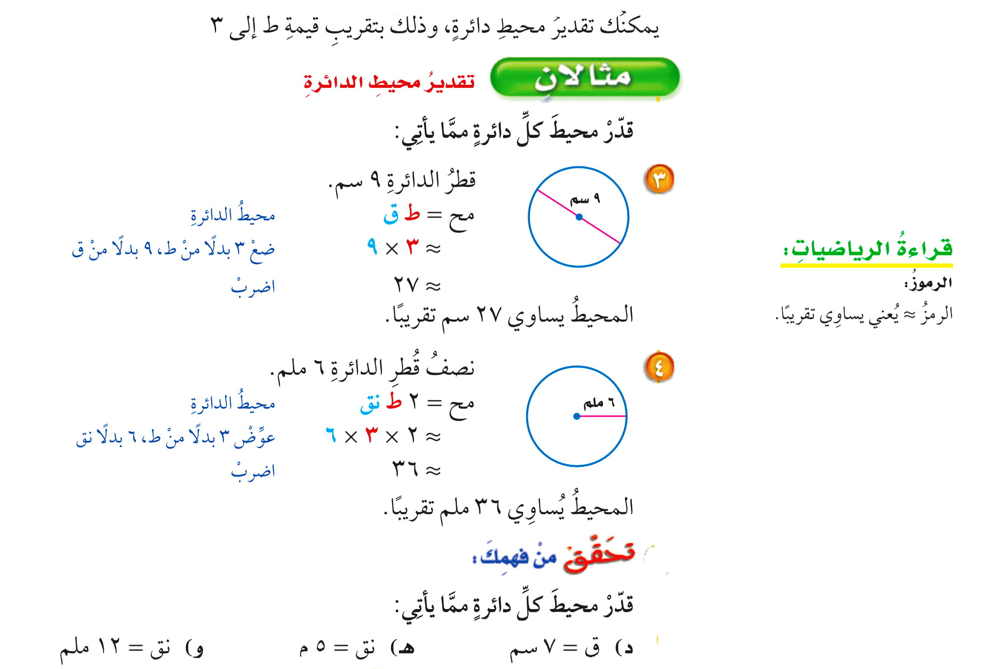 يمكنُك تقديرُ محيطِ دائرةٍ، وذلكَ بتقريبِ قيمةِ ط إلى ٣
مثالانِ
تقديرُ محيطِ الدائرةِ
قدّرْ محيطَ كلِّ دائرةٍ ممَّا يأتِي:
٣
٩ سم
قطرُ الدائرةِ ٩ سم.
مح = ط ق محيطُ الدائرةِ
≈ ٣ × ٩ ضعْ ٣ بدلًا منْ ط، ٩ بدلًا منْ ق
≈ ٢٧ اضربْ
المحيطُ يساوي ٢٧ سم تقريبًا.
قراءةُ الرياضياتِ:
الرموزُ:
الرمزُ ≈ يُعني يساوِي تقريبًا.
٤
٦ ملم
نصفُ قُطرِ الدائرةِ ٦ ملم.
مح = ٢ ط نق محيطُ الدائرةِ
≈ ٢ × ٣ × ٦ عوِّضْ ٣ بدلًا منْ ط، ٦ بدلًا نق
≈ ٣٦ اضربْ
المحيطُ يُساوِي ٣٦ ملم تقريبًا.
تحَقَّقْ منْ فهمِكَ:
قدّرْ محيطَ كلِّ دائرةٍ ممَّا يأتِي:
د) ق = ٧ سم هـ) نق = ٥ م و) نق = ١٢ ملم